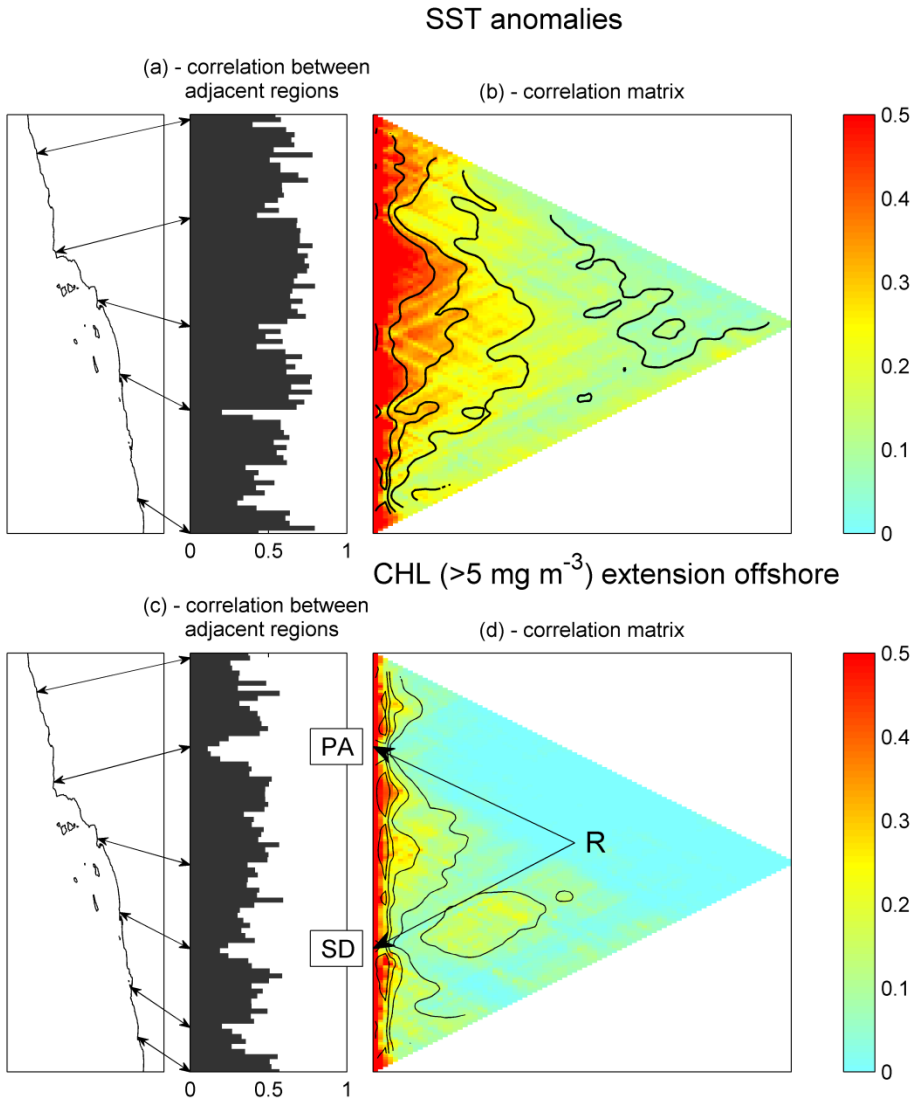 SST anomalies
(a) - correlation between
adjacent regions
(b) - correlation matrix
0.5
0.4
0.3
0.2
0.1
0
0 0.5 1
CHL (>5 mg m⁻³) extension offshore
(c) - correlation between
adjacent regions
(d) - correlation matrix
PA
R
SD
0.5
0.4
0.3
0.2
0.1
0
0 0.5 1